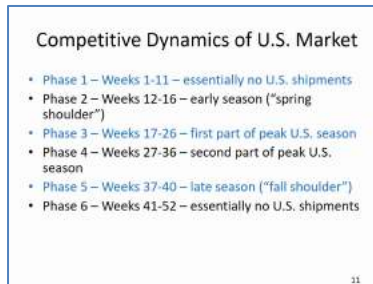 Competitive Dynamics of U.S. Market
• Phase 1 – Weeks 1-11 – essentially no U.S. shipments
• Phase 2 – Weeks 12-16 – early season ("spring
shoulder")
• Phase 3 – Weeks 17-26 – first part of peak U.S. season
• Phase 4 – Weeks 27-36 – second part of peak U.S.
season
• Phase 5 – Weeks 37-40 – late season ("fall shoulder")
• Phase 6 – Weeks 41-52 – essentially no U.S. shipments
11